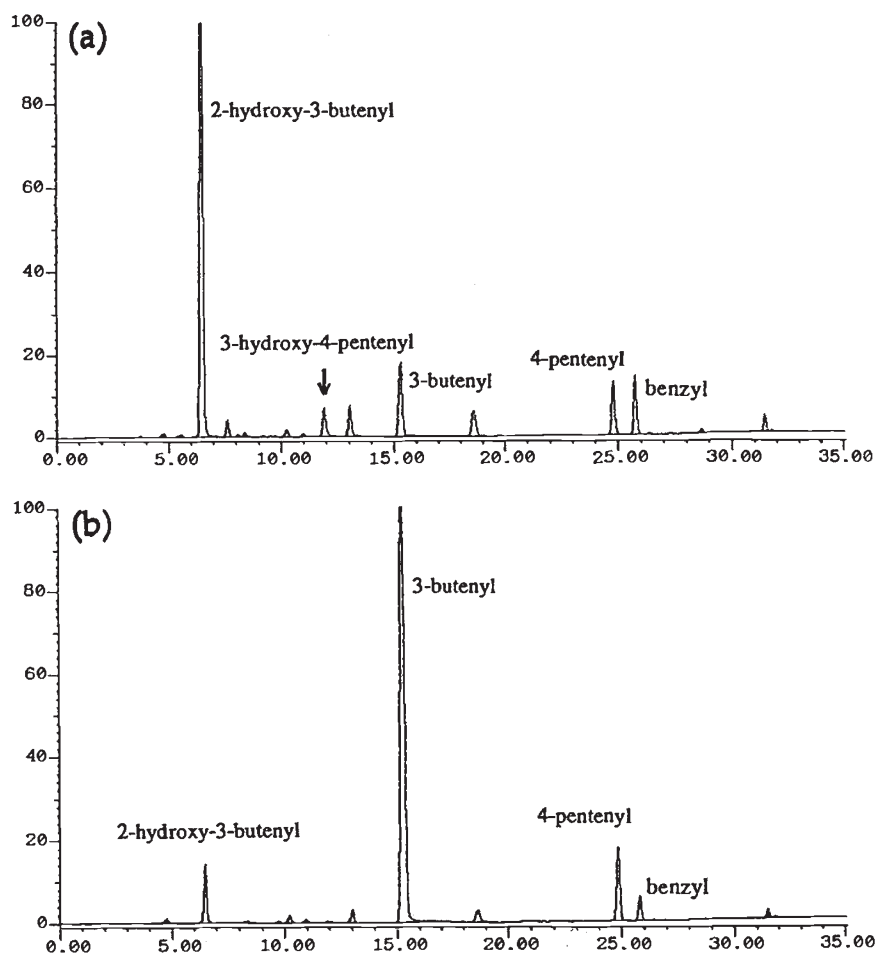 (a)
100
80
60
40
20
0
2-hydroxy-3-butenyl
3-hydroxy-4-pentenyl
3-butenyl
4-pentenyl
benzyl
0.00 5.00 10.00 15.00 20.00 25.00 30.00 35.00
(b)
100
80
60
40
20
0
3-butenyl
2-hydroxy-3-butenyl
4-pentenyl
benzyl
0.00 5.00 10.00 15.00 20.00 25.00 30.00 35.00